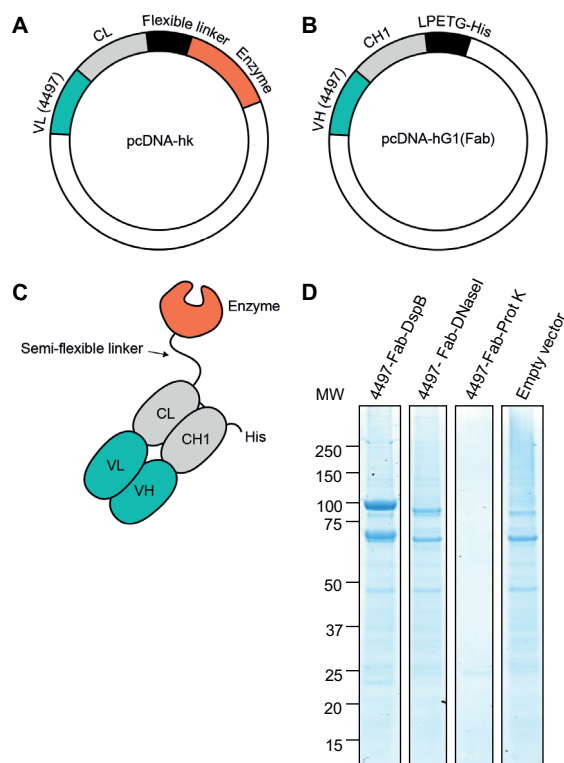 A
B
Flexible linker
CL
Enzyme
VL (4497)
pcDNA-hk
LPETG-His
CH1
VH (4497)
pcDNA-hG1(Fab)
C
D
Enzyme
Semi-flexible linker
CL
CH1
His
VL
VH
4497-Fab-DspB
4497- Fab-DNaseI
4497-Fab-Prot K
Empty vector
MW
250
150
100
75
50
37
25
20
15